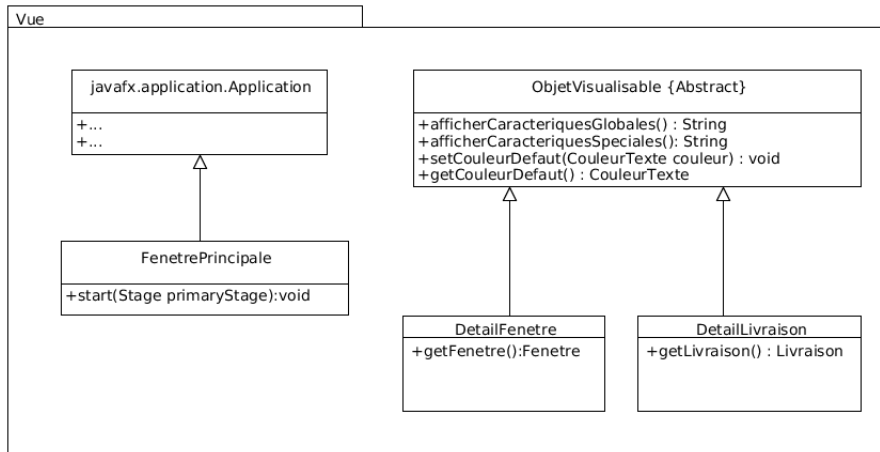 Vue
javafx.application.Application
+...
+...
FenetrePrincipale
+start(Stage primaryStage):void
ObjetVisualisable {Abstract}
+afficherCaracteriquesGlobales() : String
+afficherCaracteriquesSpeciales(): String
+setCouleurDefaut(CouleurTexte couleur) : void
+getCouleurDefaut() : CouleurTexte
DetailFenetre
+getFenetre():Fenetre
DetailLivraison
+getLivraison() : Livraison